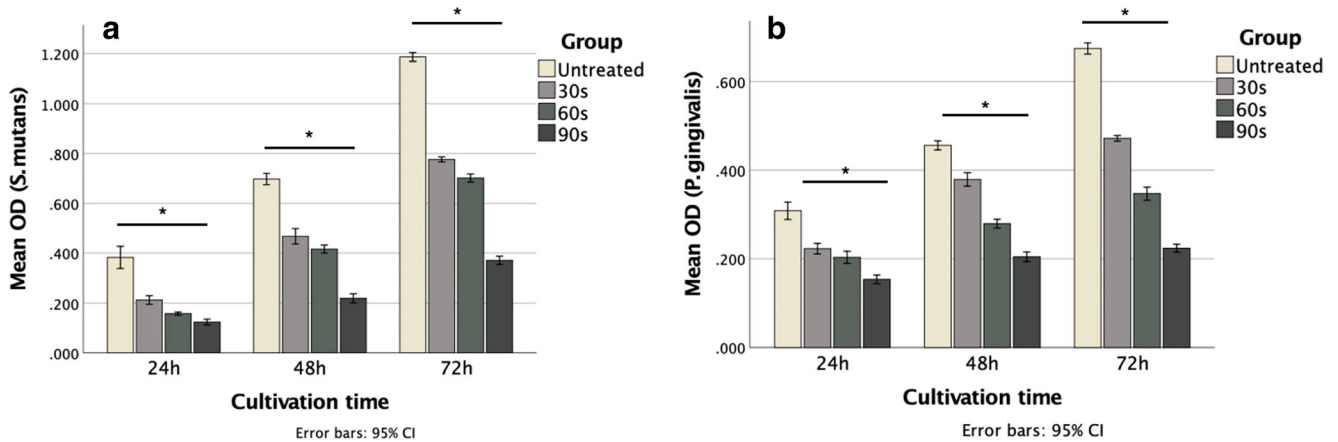 a
*
*
*
Mean OD (S.mutans)
1.200
1.000
.800
.600
.400
.200
.000
24h
48h
72h
Cultivation time
Error bars: 95% CI
Group
Untreated
30s
60s
90s
b
*
*
*
Mean OD (P.gingivalis)
.600
.400
.200
.000
24h
48h
72h
Cultivation time
Error bars: 95% CI
Group
Untreated
30s
60s
90s